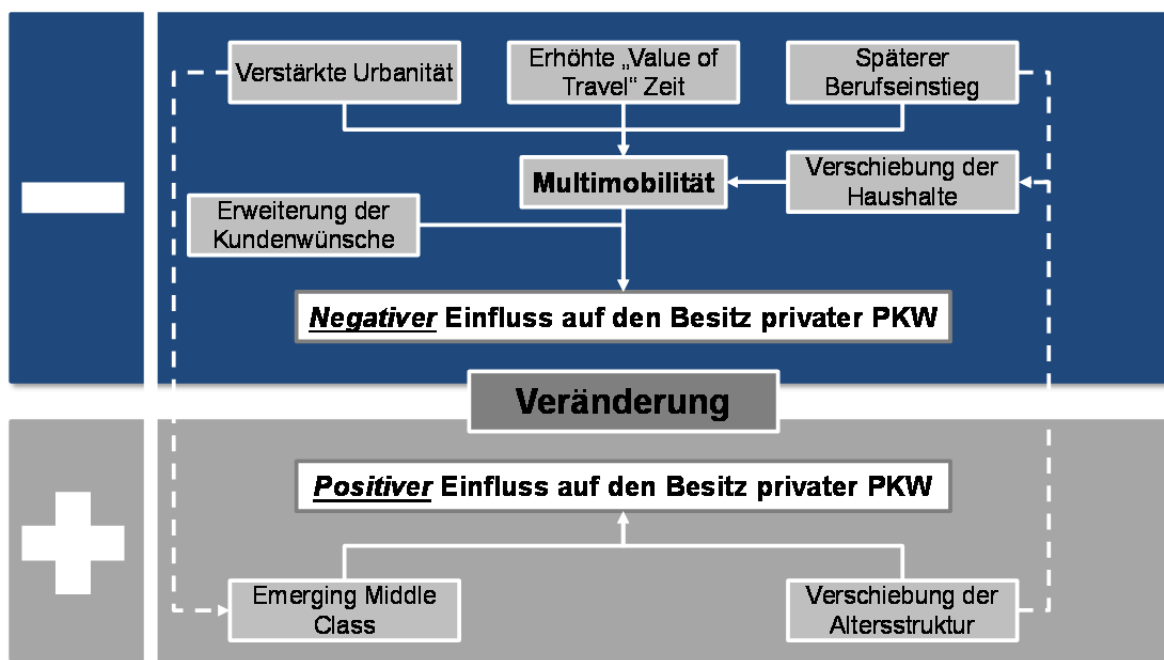 Verstärkte Urbanität
Erhöhte „Value of
Travel“ Zeit
Späterer
Berufseinstieg
Multimobilität
Verschiebung der
Haushalte
Erweiterung der
Kundenwünsche
Negativer Einfluss auf den Besitz privater PKW
Veränderung
Positiver Einfluss auf den Besitz privater PKW
Emerging Middle
Class
Verschiebung der
Altersstruktur